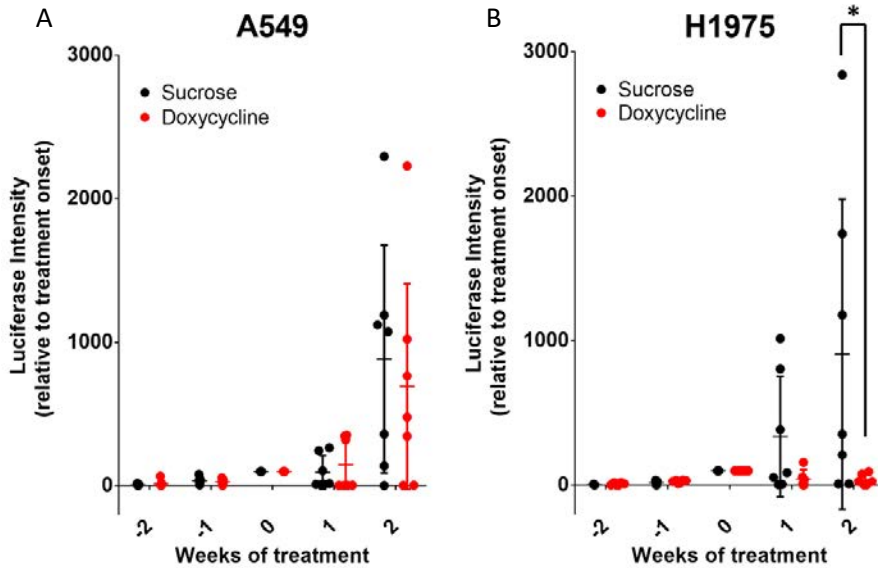 A
A549
3000
2000
1000
0
Sucrose
Doxycycline
Luciferase Intensity
(relative to treatment onset)
-2
-1
0
1
2
Weeks of treatment
B
H1975
*
3000
2000
1000
0
Sucrose
Doxycycline
Luciferase Intensity
(relative to treatment onset)
-2
-1
0
1
2
Weeks of treatment